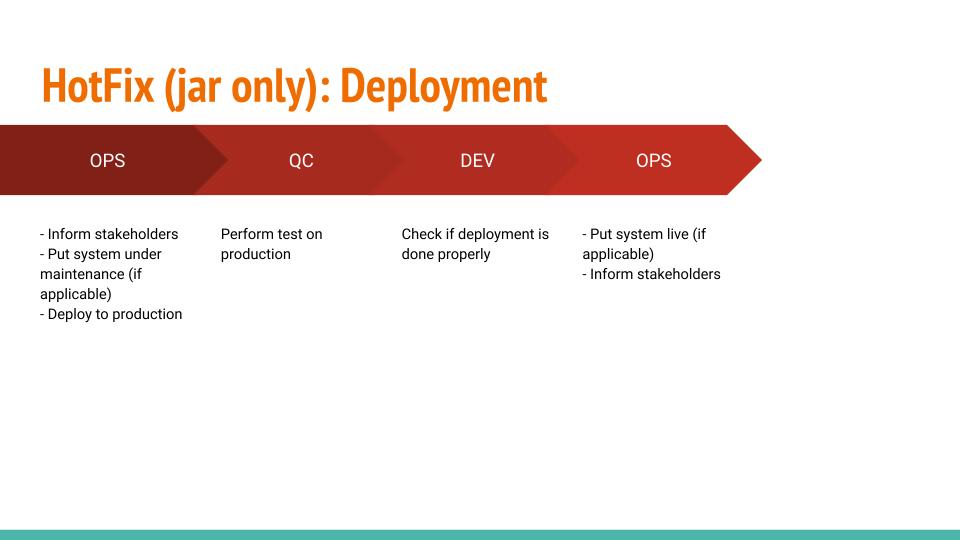 HotFix (jar only): Deployment
OPS
QC
DEV
OPS
- Inform stakeholders
- Put system under
maintenance (if
applicable)
- Deploy to production
Perform test on
production
Check if deployment is
done properly
- Put system live (if
applicable)
- Inform stakeholders